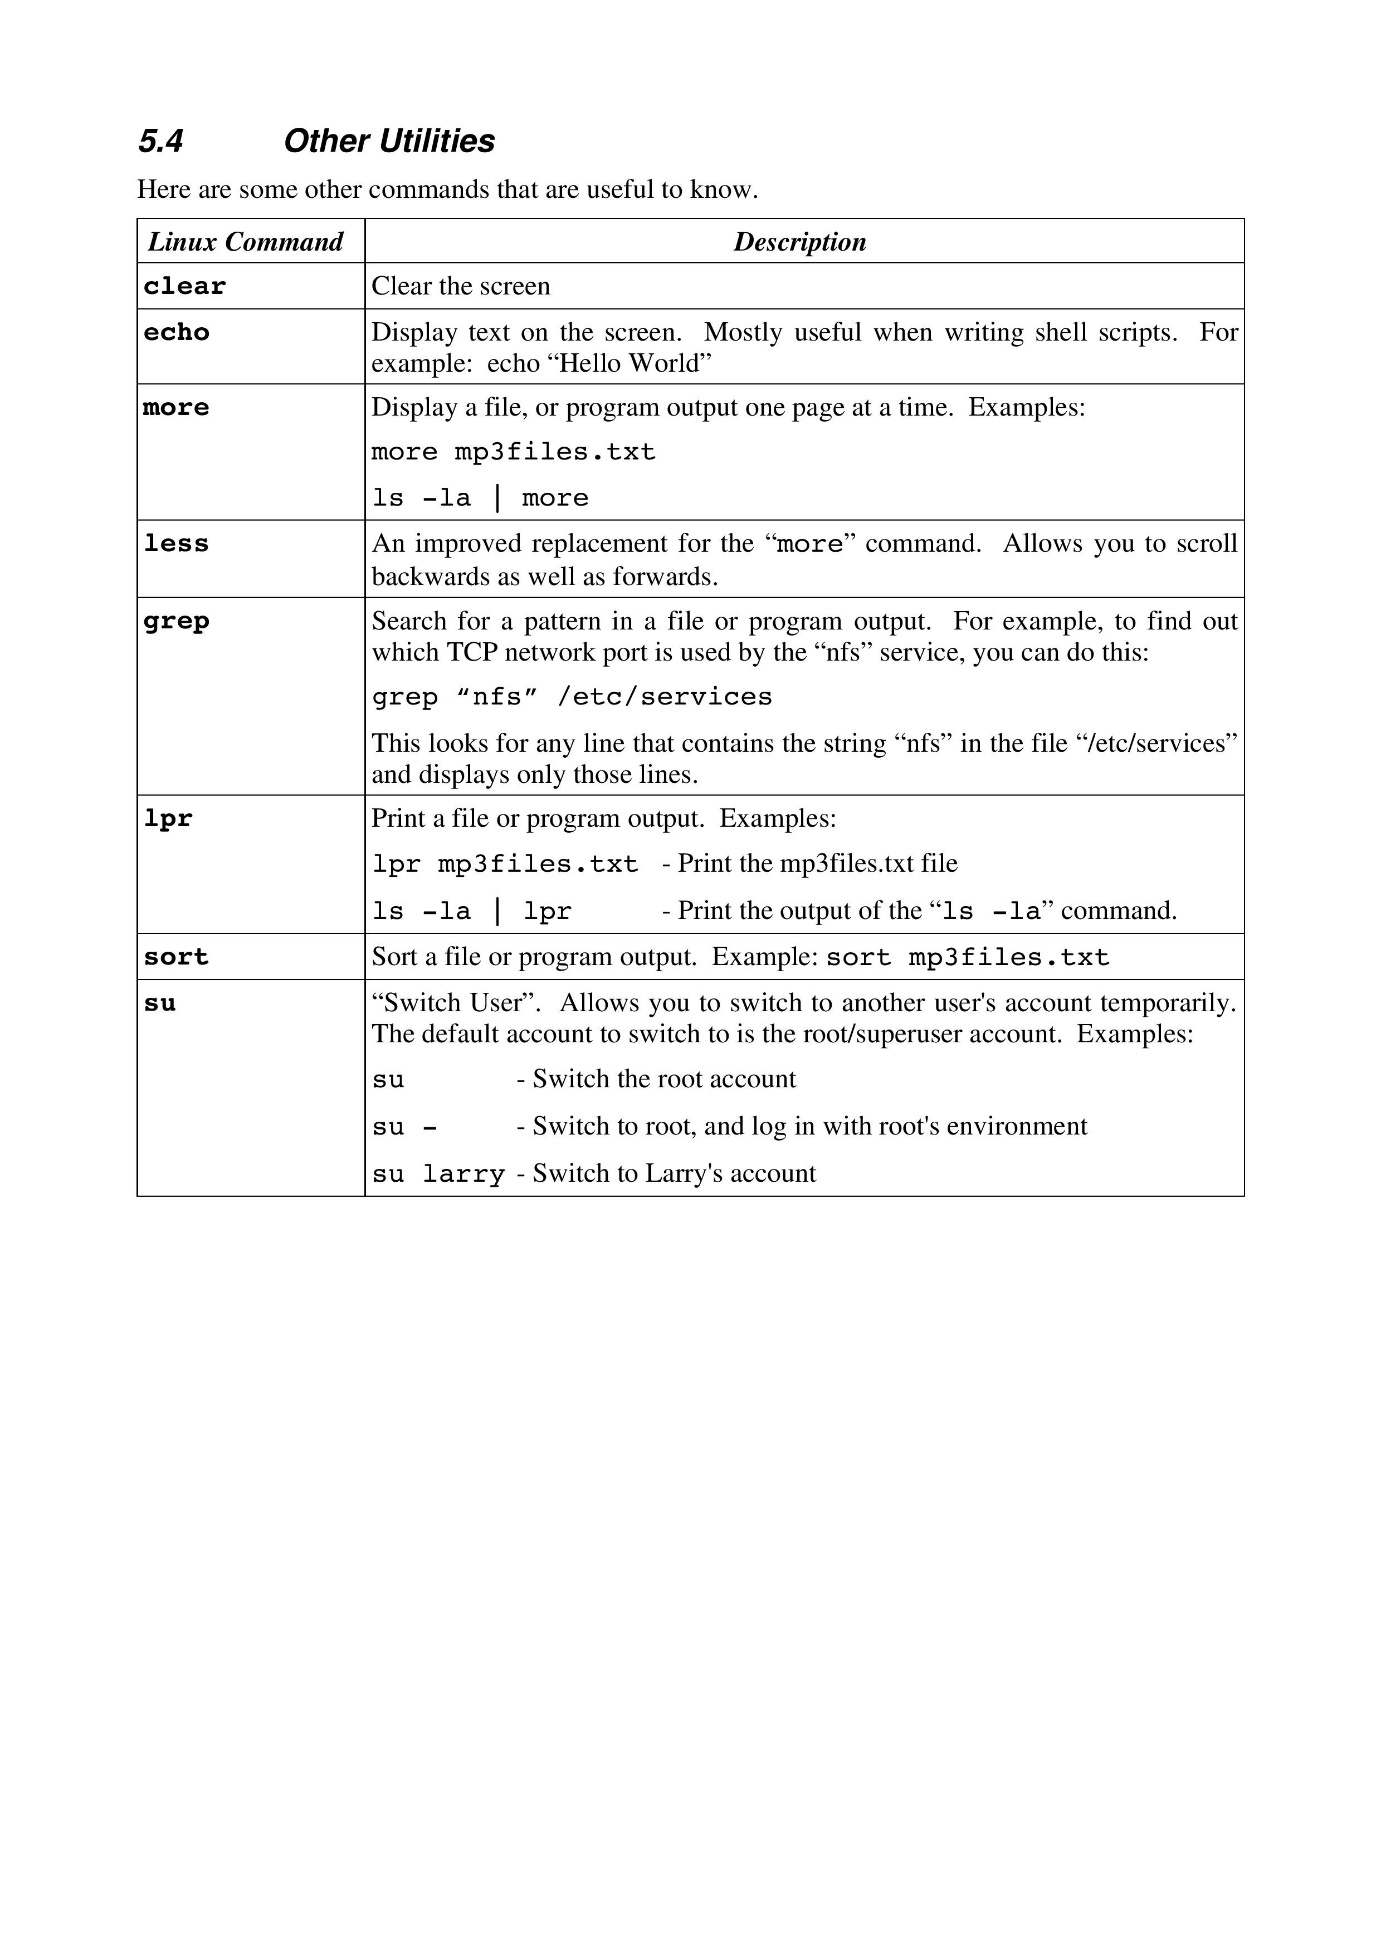 5.4 Other Utilities
Here are some other commands that are useful to know.
Linux Command Description
clear Clear the screen
echo Display text on the screen. Mostly useful when writing shell scripts. For
example: echo “Hello World”
more Display a file, or program output one page at a time. Examples:
more mp3files.txt
ls -la | more
less An improved replacement for the “more” command. Allows you to scroll
backwards as well as forwards.
grep Search for a pattern in a file or program output. For example, to find out
which TCP network port is used by the “nfs” service, you can do this:
grep “nfs” /etc/services
This looks for any line that contains the string “nfs” in the file “/etc/services”
and displays only those lines.
lpr Print a file or program output. Examples:
lpr mp3files.txt - Print the mp3files.txt file
ls -la | lpr - Print the output of the “ls -la” command.
sort Sort a file or program output. Example: sort mp3files.txt
su “Switch User”. Allows you to switch to another user's account temporarily.
The default account to switch to is the root/superuser account. Examples:
su - Switch the root account
su - - Switch to root, and log in with root's environment
su larry - Switch to Larry's account